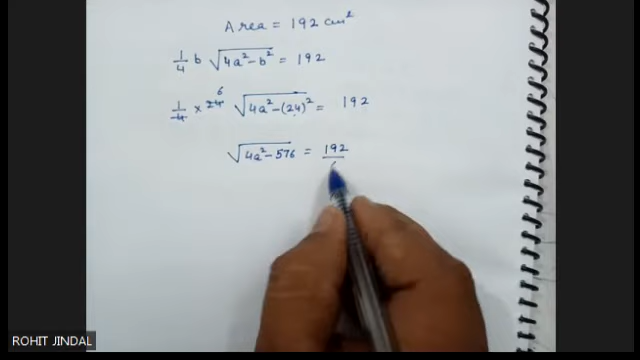 Area = 192 cm²
1/4 b √(4a² - b²) = 192
1/4 × 24 6 √(4a² - (24)²) = 192
√(4a² - 576) = 192/
ROHIT JINDAL